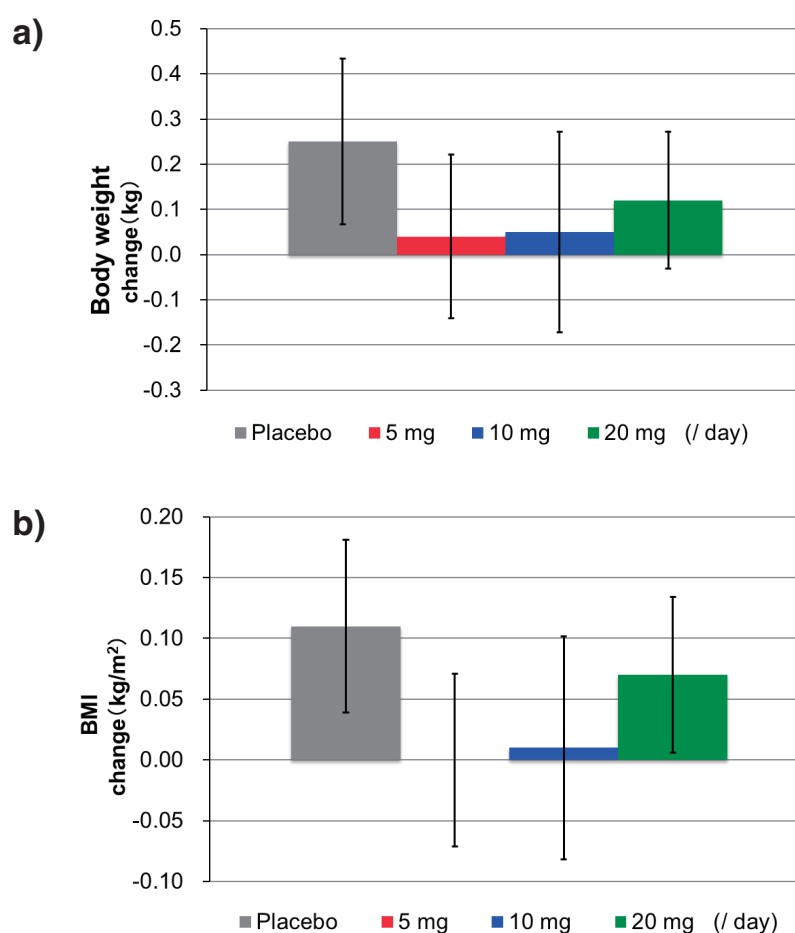 a)
0.5
0.4
0.3
0.2
0.1
0.0
-0.1
-0.2
-0.3
Body weight
change(kg)
Placebo 5 mg 10 mg 20 mg (/ day)
b)
0.20
0.15
0.10
0.05
0.00
-0.05
-0.10
BMI
change(kg/m²)
Placebo 5 mg 10 mg 20 mg (/ day)